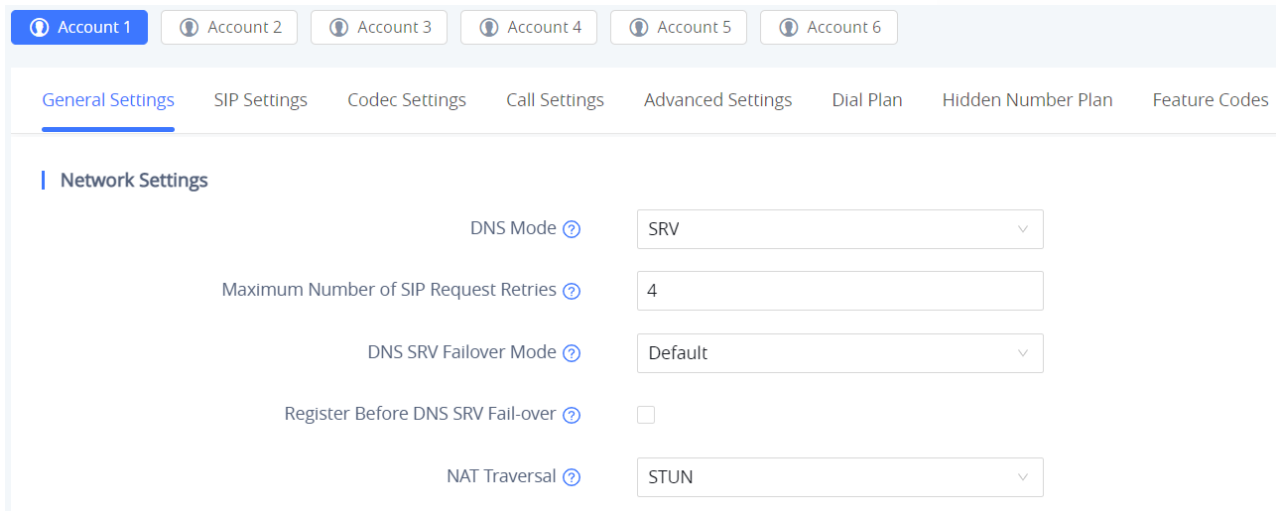 Account 1 Account 2 Account 3 Account 4 Account 5 Account 6
General Settings SIP Settings Codec Settings Call Settings Advanced Settings Dial Plan Hidden Number Plan Feature Codes
Network Settings
DNS Mode ? SRV
Maximum Number of SIP Request Retries ? 4
DNS SRV Failover Mode ? Default
Register Before DNS SRV Fail-over ?
NAT Traversal ? STUN